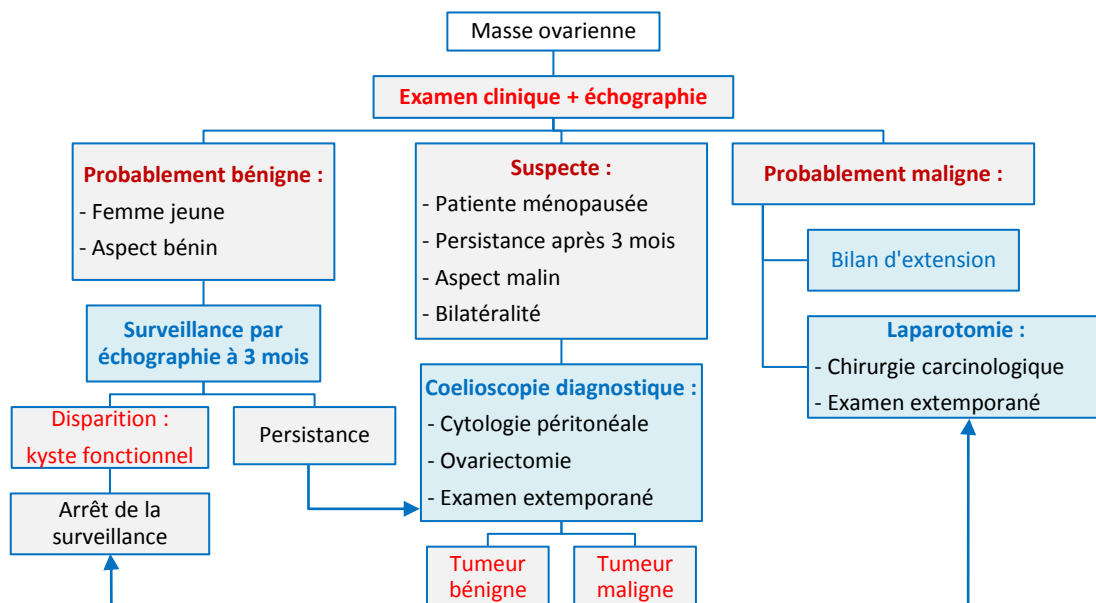 Masse ovarienne
Examen clinique + échographie
Probablement bénigne :
- Femme jeune
- Aspect bénin
Suspecte :
- Patiente ménopausée
- Persistance après 3 mois
- Aspect malin
- Bilatéralité
Probablement maligne :
Bilan d'extension
Laparotomie :
- Chirurgie carcinologique
- Examen extemporané
Surveillance par
échographie à 3 mois
Disparition :
kyste fonctionnel
Persistance
Arrêt de la
surveillance
Coelioscopie diagnostique :
- Cytologie péritonéale
- Ovariectomie
- Examen extemporané
Tumeur
bénigne
Tumeur
maligne